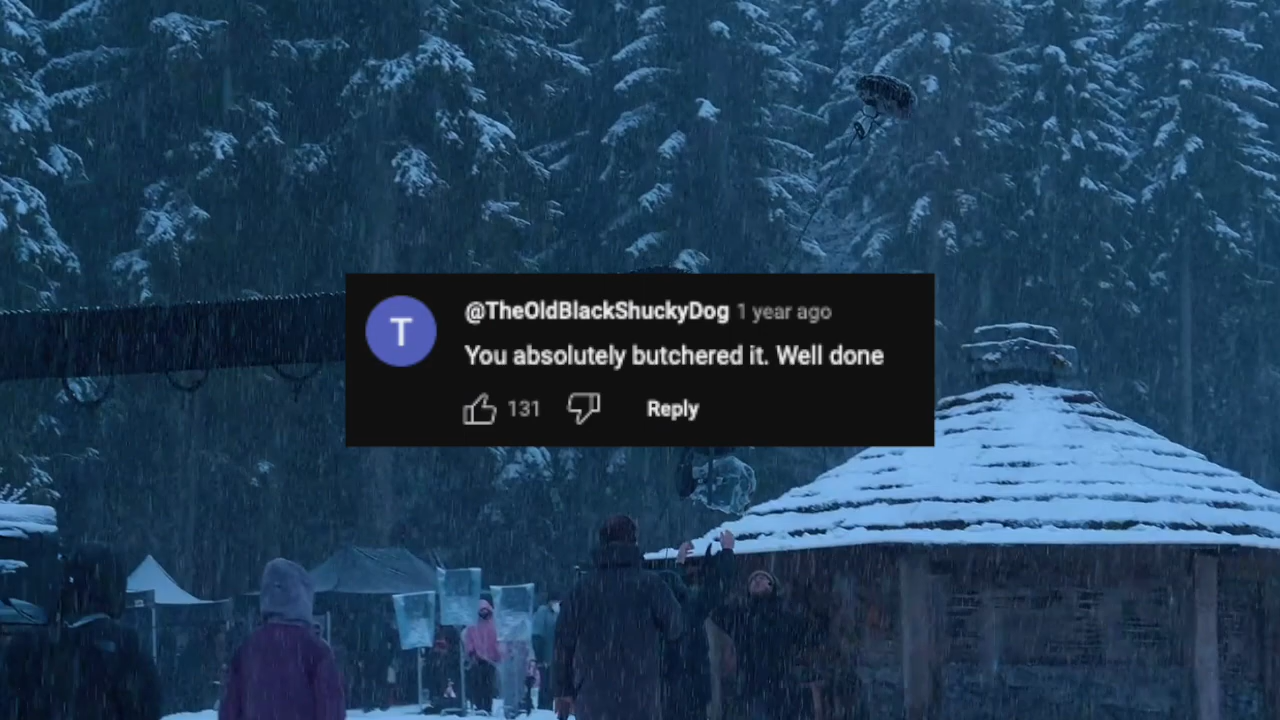 T
@TheOldBlackShuckyDog 1 year ago
You absolutely butchered it. Well done
131
Reply